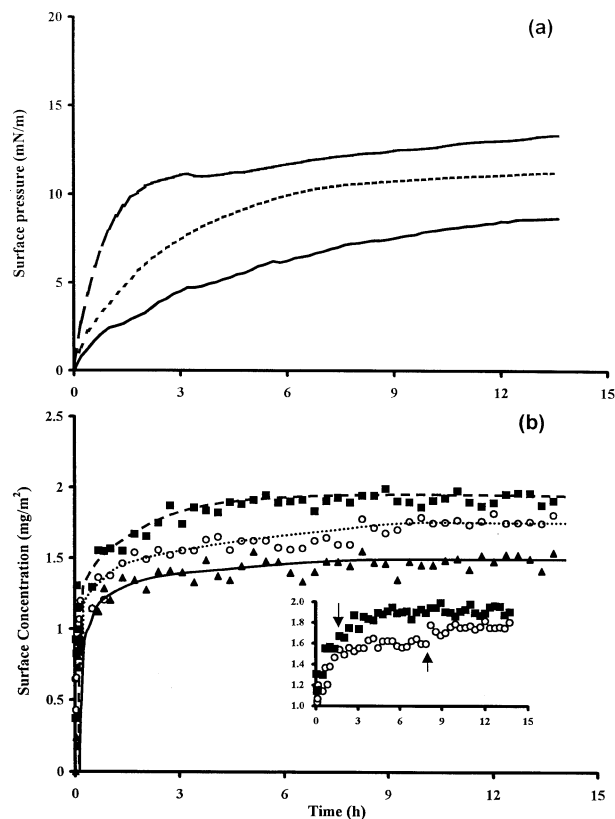 (a)
20
15
10
5
0
Surface pressure (mN/m)
0 3 6 9 12 15
(b)
2.5
2
1.5
1
0.5
0
Surface Concentration (mg/m²)
2.0
1.8
1.6
1.4
1.2
1.0
0 3 6 9 12 15
0 3 6 9 12 15
Time (h)